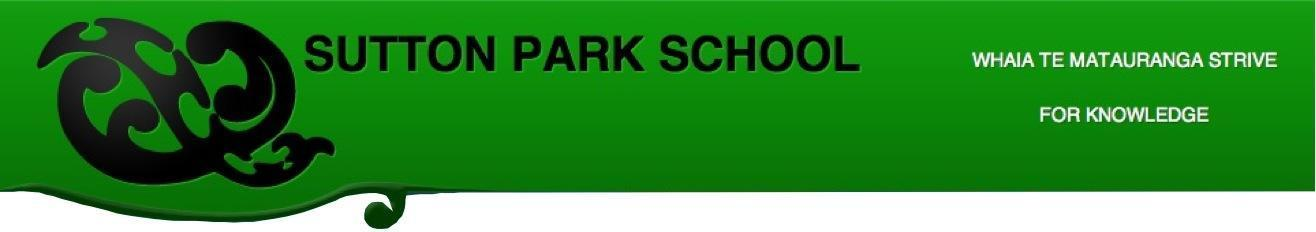 SUTTON PARK SCHOOL
WHAIA TE MATAURANGA STRIVE
FOR KNOWLEDGE